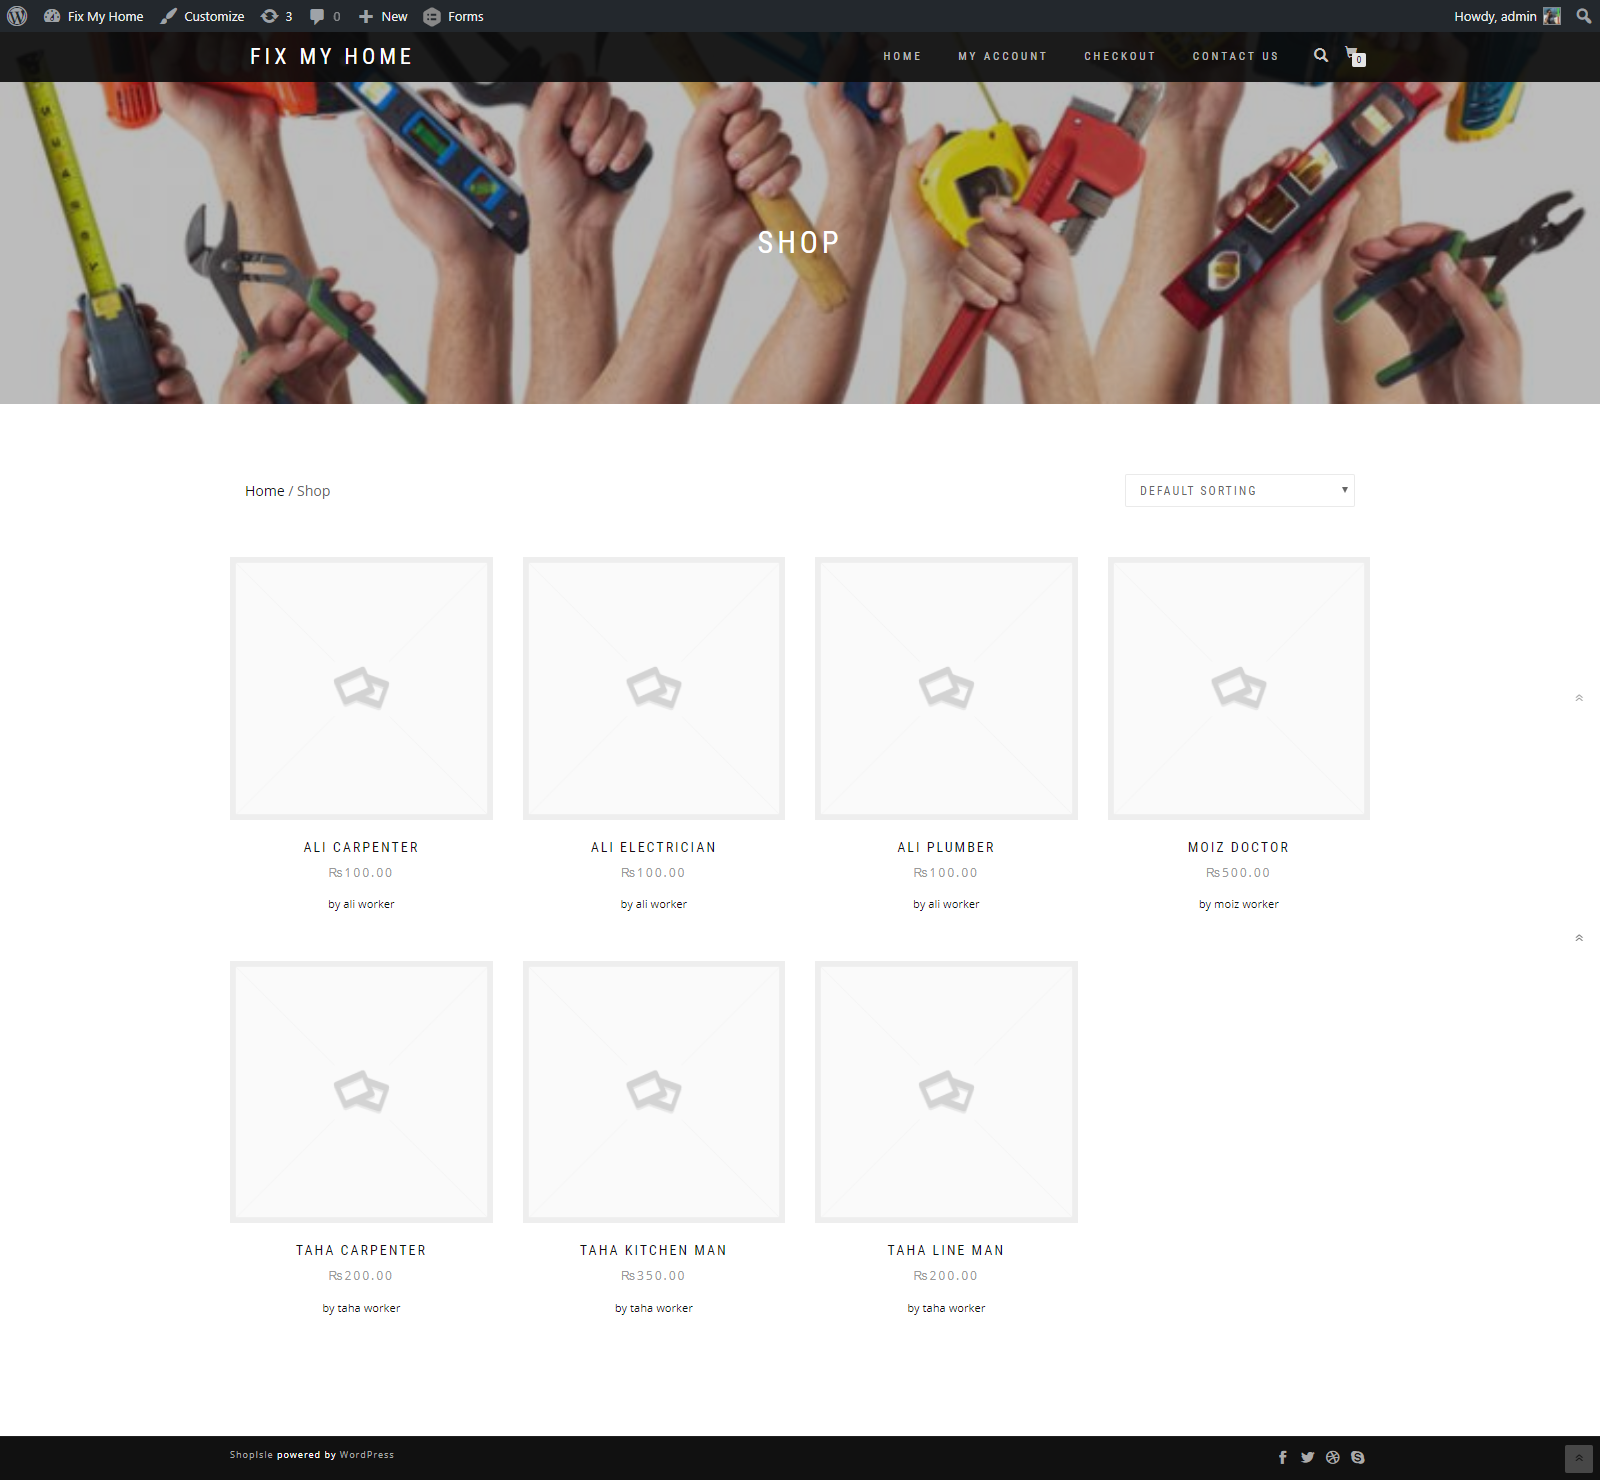 Fix My Home Customize 3 0 New Forms Howdy, admin
FIX MY HOME HOME MY ACCOUNT CHECKOUT CONTACT US 0
SHOP
Home / Shop DEFAULT SORTING
ALI CARPENTER ALI ELECTRICIAN ALI PLUMBER MOIZ DOCTOR
₨100.00 ₨100.00 ₨100.00 ₨500.00
by ali worker by ali worker by ali worker by moiz worker
TAHA CARPENTER TAHA KITCHEN MAN TAHA LINE MAN
₨200.00 ₨350.00 ₨200.00
by taha worker by taha worker by taha worker
ShopIsle powered by WordPress